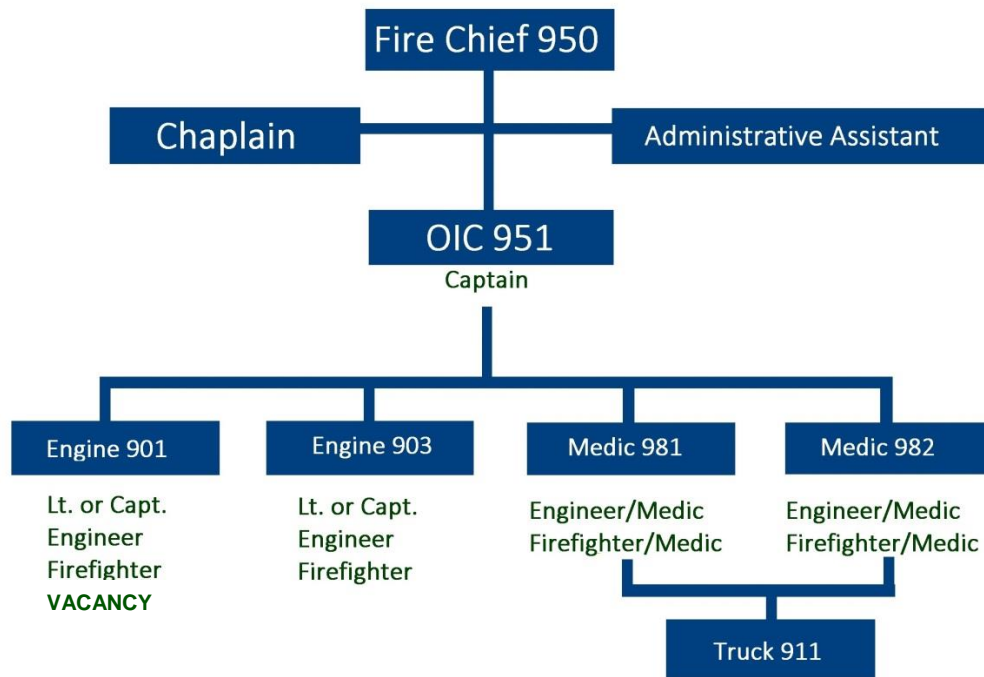 Fire Chief 950
Chaplain
Administrative Assistant
OIC 951
Captain
Engine 901
Lt. or Capt.
Engineer
Firefighter
VACANCY
Engine 903
Lt. or Capt.
Engineer
Firefighter
Medic 981
Engineer/Medic
Firefighter/Medic
Medic 982
Engineer/Medic
Firefighter/Medic
Truck 911